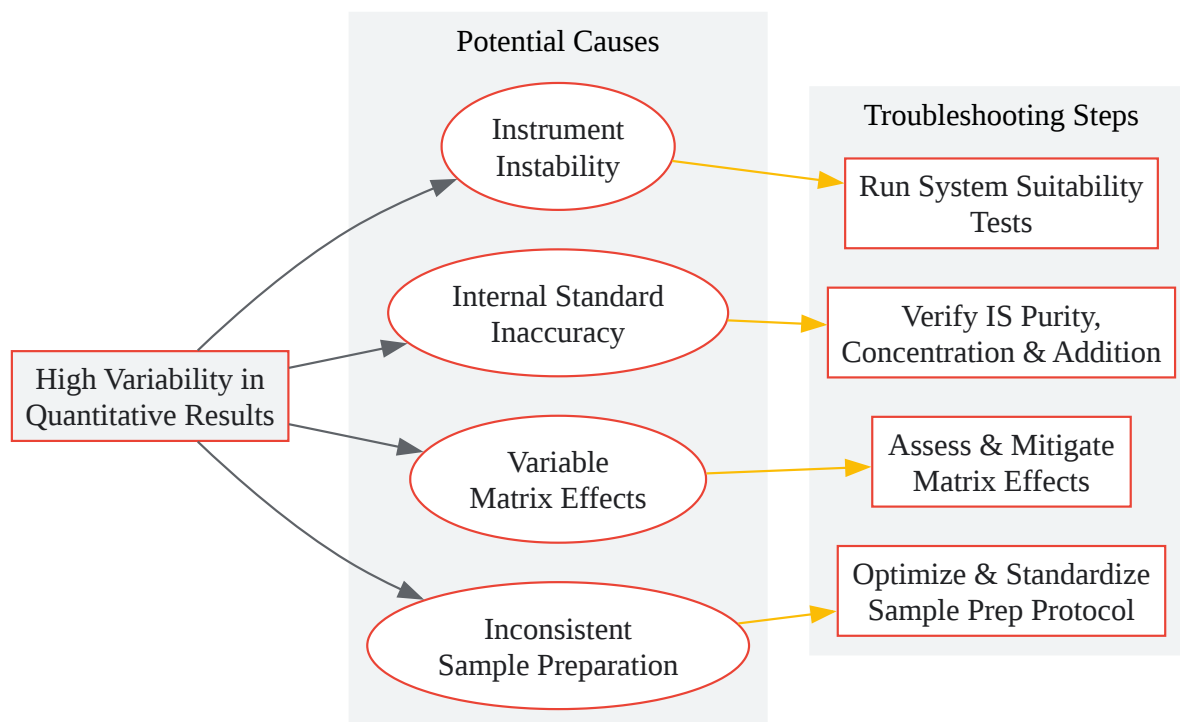 Potential Causes
Instrument
Instability
Internal Standard
Inaccuracy
Variable
Matrix Effects
Inconsistent
Sample Preparation
High Variability in
Quantitative Results
Troubleshooting Steps
Run System Suitability
Tests
Verify IS Purity,
Concentration & Addition
Assess & Mitigate
Matrix Effects
Optimize & Standardize
Sample Prep Protocol